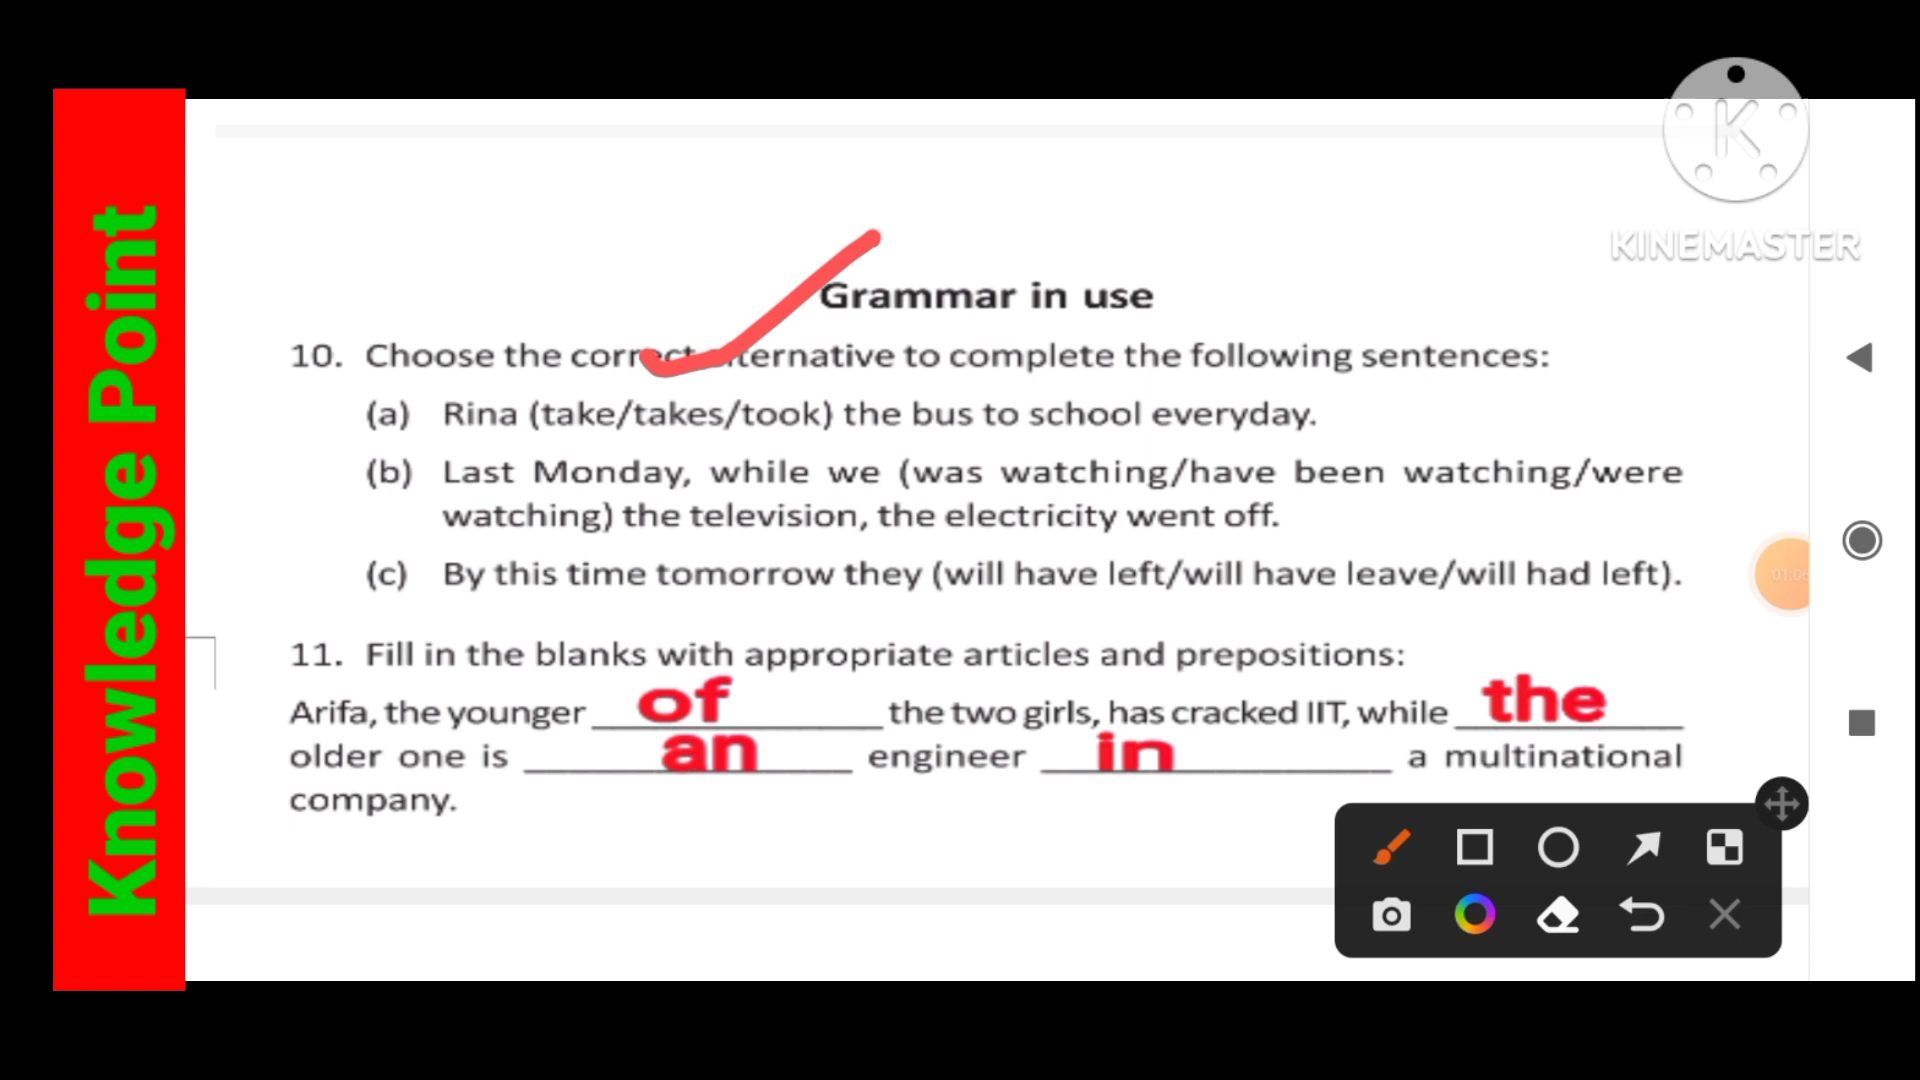 Knowledge Point
K
KINEMASTER
Grammar in use
10. Choose the correct alternative to complete the following sentences:
(a) Rina (take/takes/took) the bus to school everyday.
(b) Last Monday, while we (was watching/have been watching/were
watching) the television, the electricity went off.
(c) By this time tomorrow they (will have left/will have leave/will had left).
01:06
11. Fill in the blanks with appropriate articles and prepositions:
Arifa, the younger of the two girls, has cracked IIT, while the
older one is an engineer in a multinational
company.